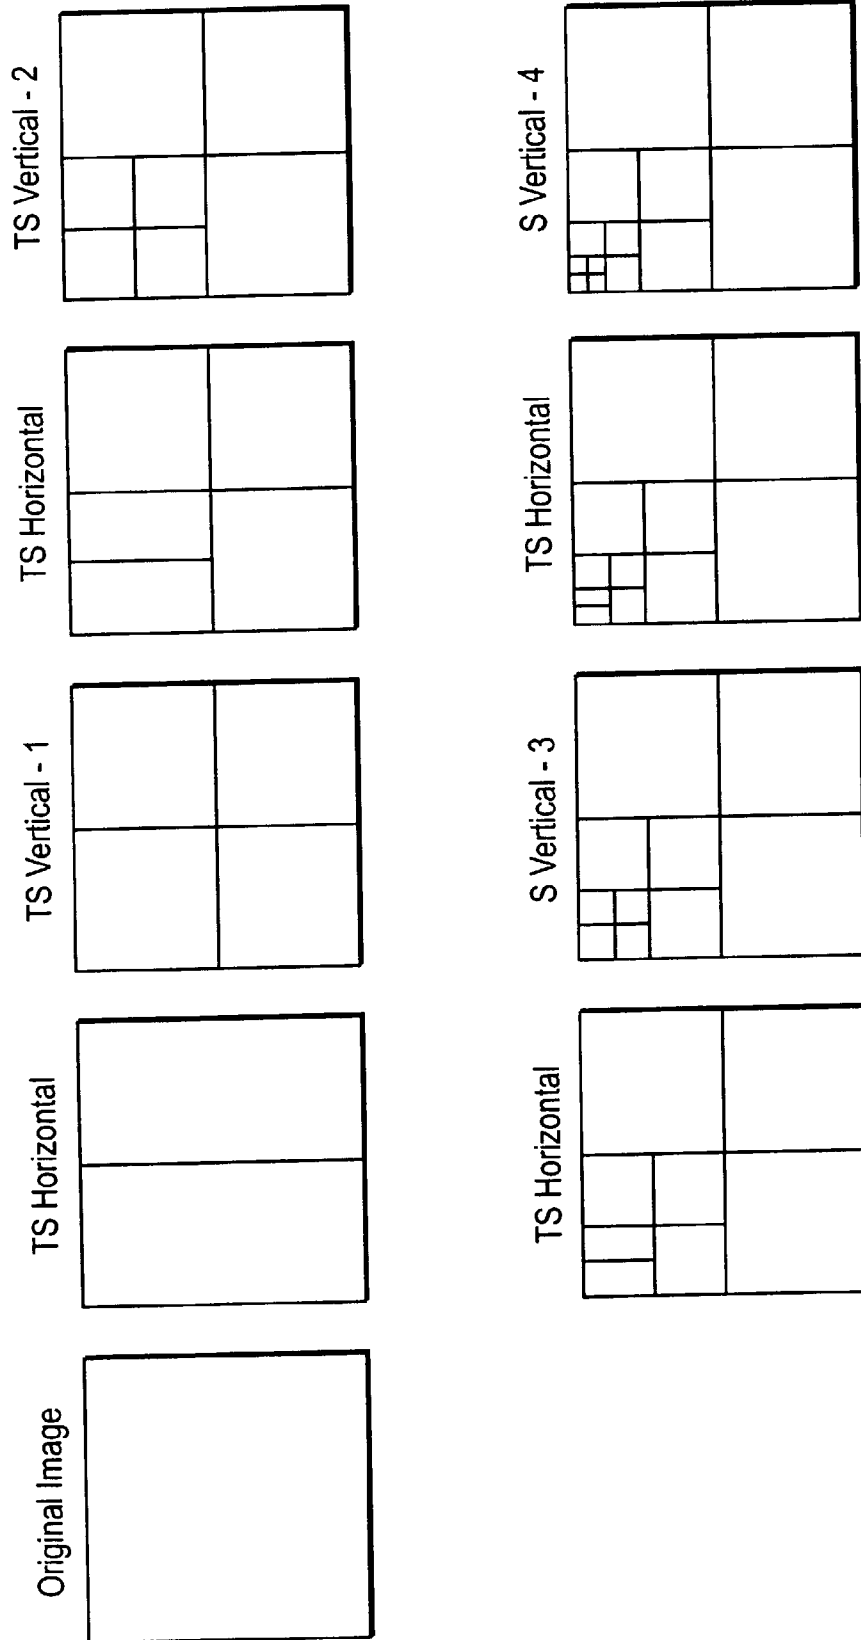 Original Image
TS Horizontal
TS Vertical - 1
TS Horizontal
TS Vertical - 2
TS Horizontal
S Vertical - 3
TS Horizontal
S Vertical - 4